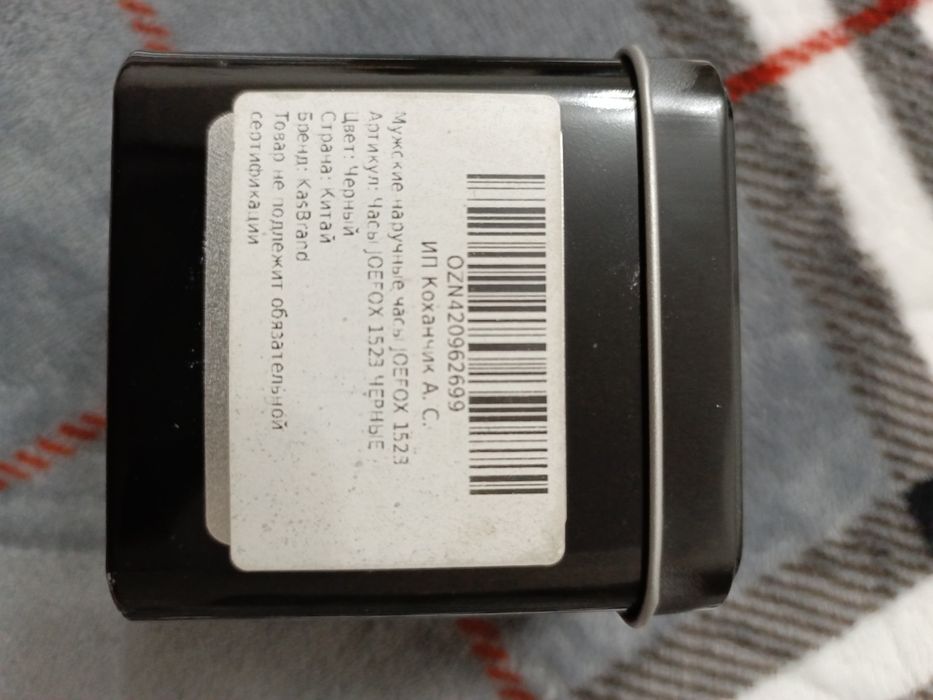 OZN420962699
ИП Коханчик А. С.
Мужские наручные часы JOEFOX 1523
Артикул: Часы JOEFOX 1523 ЧЕРНЫЕ
Цвет: Черный
Страна: Китай
Бренд: KasBrand
Товар не подлежит обязательной
сертификации